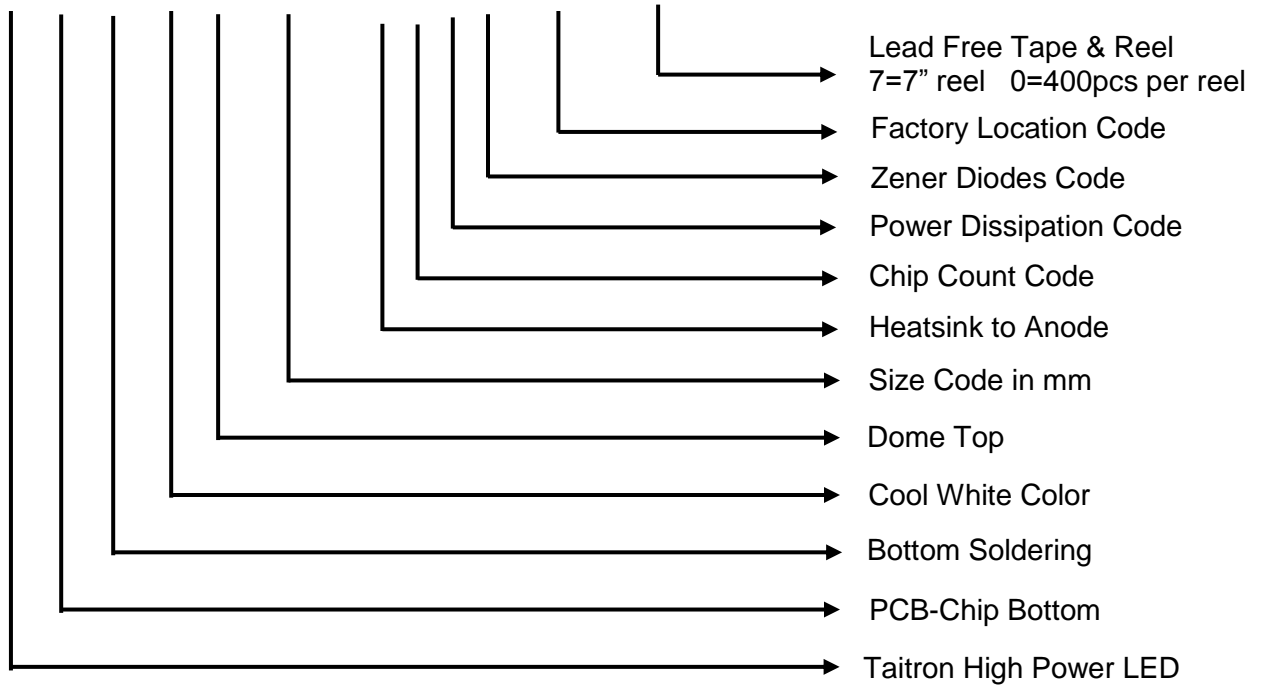 Lead Free Tape & Reel
7=7” reel 0=400pcs per reel
Factory Location Code
Zener Diodes Code
Power Dissipation Code
Chip Count Code
Heatsink to Anode
Size Code in mm
Dome Top
Cool White Color
Bottom Soldering
PCB-Chip Bottom
Taitron High Power LED